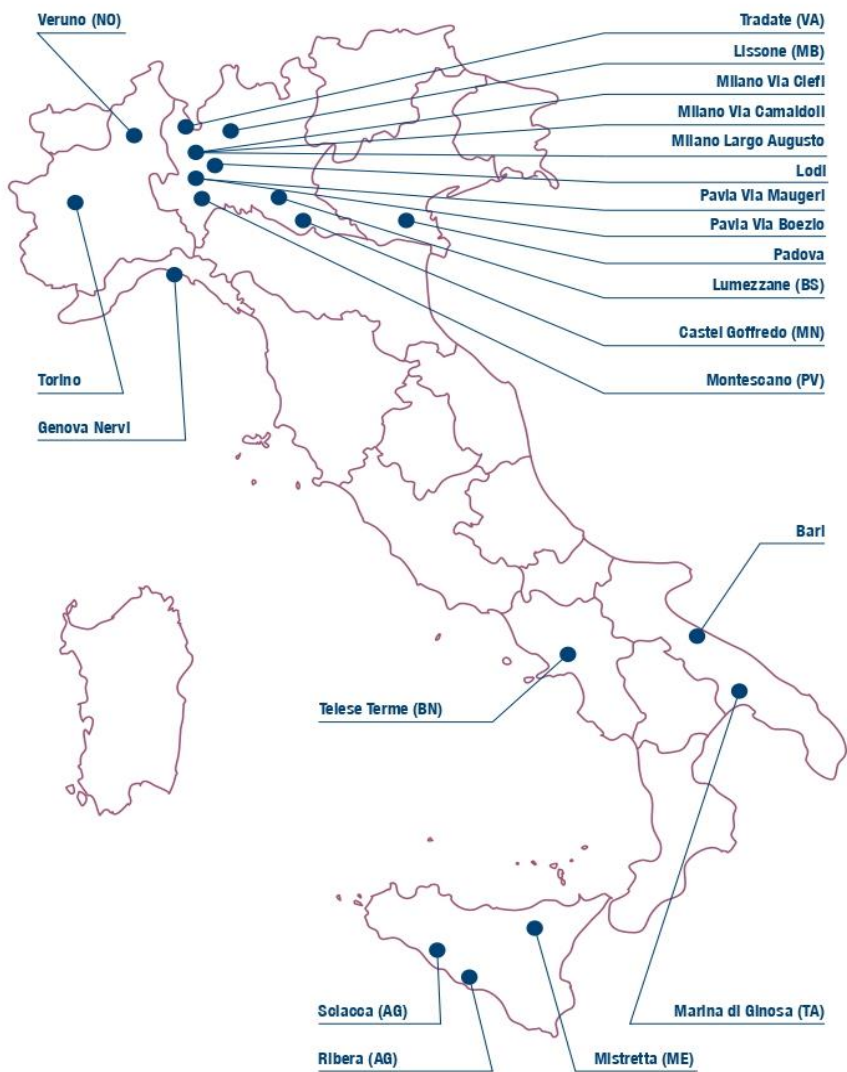 Veruno (NO)
Tradate (VA)
Lissone (MB)
Milano Via Clefi
Milano Via Camaldoli
Milano Largo Augusto
Lodi
Pavia Via Maugeri
Pavia Via Boezio
Padova
Lumezzane (BS)
Castel Goffredo (MN)
Montescano (PV)
Torino
Genova Nervi
Bari
Telese Terme (BN)
Sciacca (AG)
Marina di Ginosa (TA)
Ribera (AG)
Mistretta (ME)